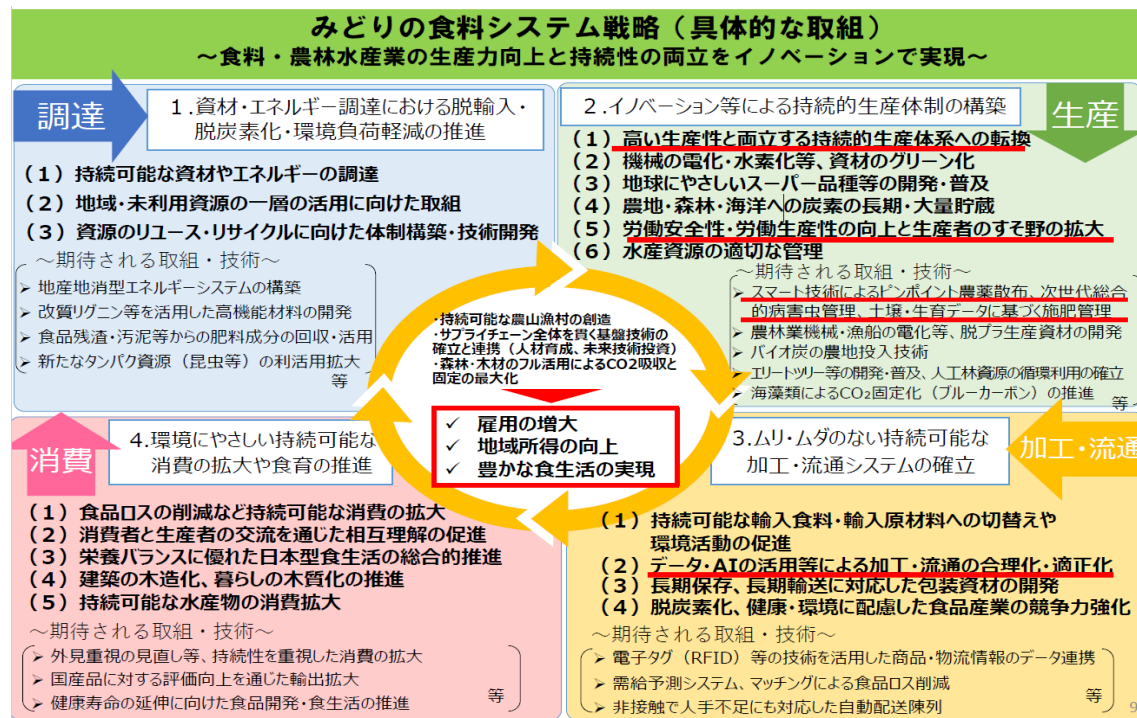 みどりの食料システム戦略（具体的な取組）
～食料・農林水産業の生産力向上と持続性の両立をイノベーションで実現～
調達
1.資材・エネルギー調達における脱輸入・
脱炭素化・環境負荷軽減の推進
（1）持続可能な資材やエネルギーの調達
（2）地域・未利用資源の一層の活用に向けた取組
（3）資源のリユース・リサイクルに向けた体制構築・技術開発
～期待される取組・技術～
➢ 地産地消型エネルギーシステムの構築
➢ 改質リグニン等を活用した高機能材料の開発
➢ 食品残渣・汚泥等からの肥料成分の回収・活用
➢ 新たなタンパク資源（昆虫等）の利活用拡大
等
2.イノベーション等による持続的生産体制の構築
生産
（1）高い生産性と両立する持続的生産体系への転換
（2）機械の電化・水素化等、資材のグリーン化
（3）地球にやさしいスーパー品種等の開発・普及
（4）農地・森林・海洋への炭素の長期・大量貯蔵
（5）労働安全性・労働生産性の向上と生産者のすそ野の拡大
（6）水産資源の適切な管理
～期待される取組・技術～
➢ スマート技術によるピンポイント農薬散布、次世代総合
的病害虫管理、土壌・生育データに基づく施肥管理
➢ 農林業機械・漁船の電化等、脱プラ生産資材の開発
➢ バイオ炭の農地投入技術
➢ エリートツリー等の開発・普及、人工林資源の循環利用の確立
➢ 海藻類によるCO₂固定化（ブルーカーボン）の推進
等
・持続可能な農山漁村の創造
・サプライチェーン全体を貫く基盤技術の
確立と連携（人材育成、未来技術投資）
・森林・木材のフル活用によるCO2吸収と
固定の最大化
✓ 雇用の増大
✓ 地域所得の向上
✓ 豊かな食生活の実現
3.ムリ・ムダのない持続可能な
加工・流通システムの確立
加工・流通
（1）持続可能な輸入食料・輸入原材料への切替えや
環境活動の促進
（2）データ・AIの活用等による加工・流通の合理化・適正化
（3）長期保存、長期輸送に対応した包装資材の開発
（4）脱炭素化、健康・環境に配慮した食品産業の競争力強化
～期待される取組・技術～
➢ 電子タグ（RFID）等の技術を活用した商品・物流情報のデータ連携
➢ 需給予測システム、マッチングによる食品ロス削減
➢ 非接触で人手不足にも対応した自動配送陳列
等
消費
4.環境にやさしい持続可能な
消費の拡大や食育の推進
（1）食品ロスの削減など持続可能な消費の拡大
（2）消費者と生産者の交流を通じた相互理解の促進
（3）栄養バランスに優れた日本型食生活の総合的推進
（4）建築の木造化、暮らしの木質化の推進
（5）持続可能な水産物の消費拡大
～期待される取組・技術～
➢ 外見重視の見直し等、持続性を重視した消費の拡大
➢ 国産品に対する評価向上を通じた輸出拡大
➢ 健康寿命の延伸に向けた食品開発・食生活の推進
等
9